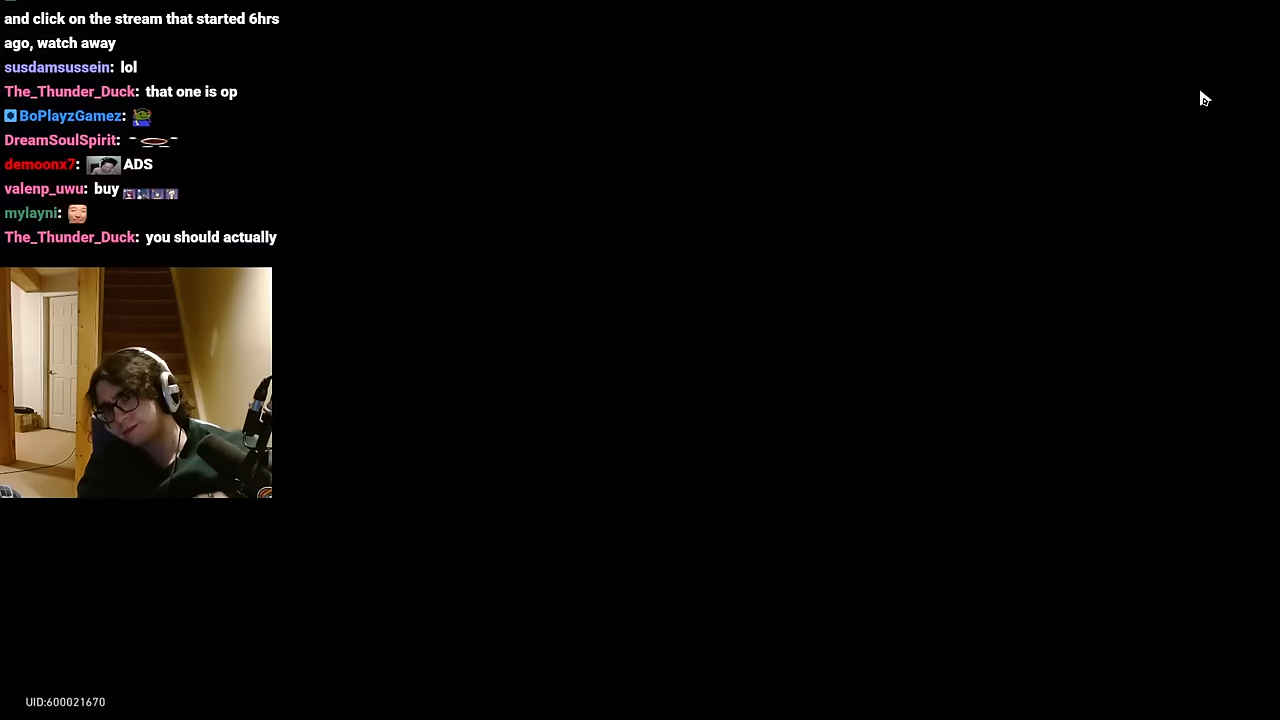 and click on the stream that started 6hrs
ago, watch away
susdamsussein: lol
The_Thunder_Duck: that one is op
BoPlayzGamez:
DreamSoulSpirit:
demoonx7: ADS
valenp_uwu: buy
mylayni:
The_Thunder_Duck: you should actually
UID:600021670